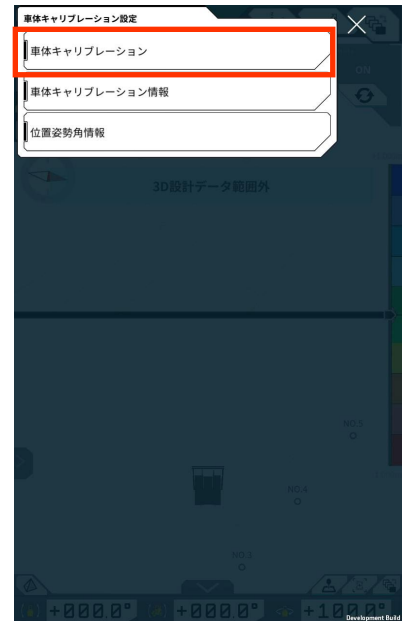 車体キャリブレーション設定
車体キャリブレーション
車体キャリブレーション情報
位置姿勢角情報
ON
3D設計データ範囲外
NO.5
NO.4
NO.3
+000.0° +000.0° +100.0°
Development Build